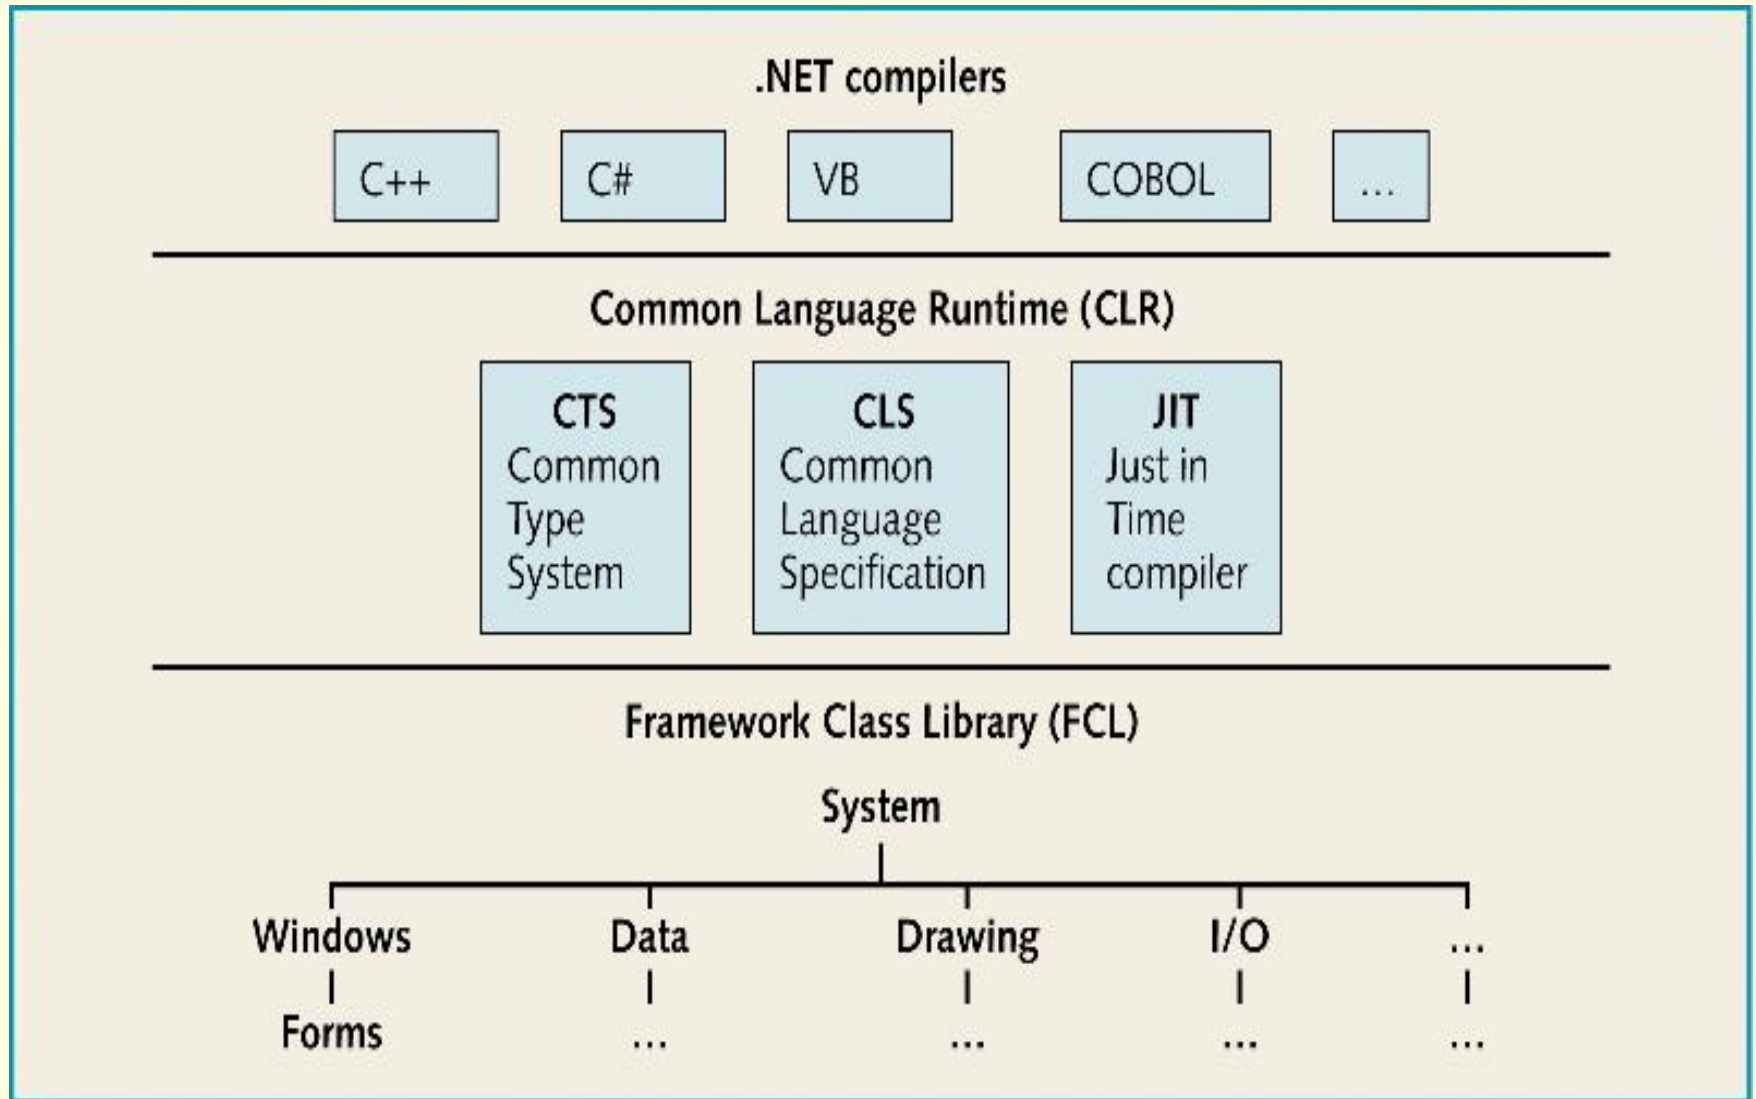 .NET compilers
C++ C# VB COBOL ...
Common Language Runtime (CLR)
CTS
Common
Type
System
CLS
Common
Language
Specification
JIT
Just in
Time
compiler
Framework Class Library (FCL)
System
Windows Data Drawing I/O ...
Forms ... ... ... ...